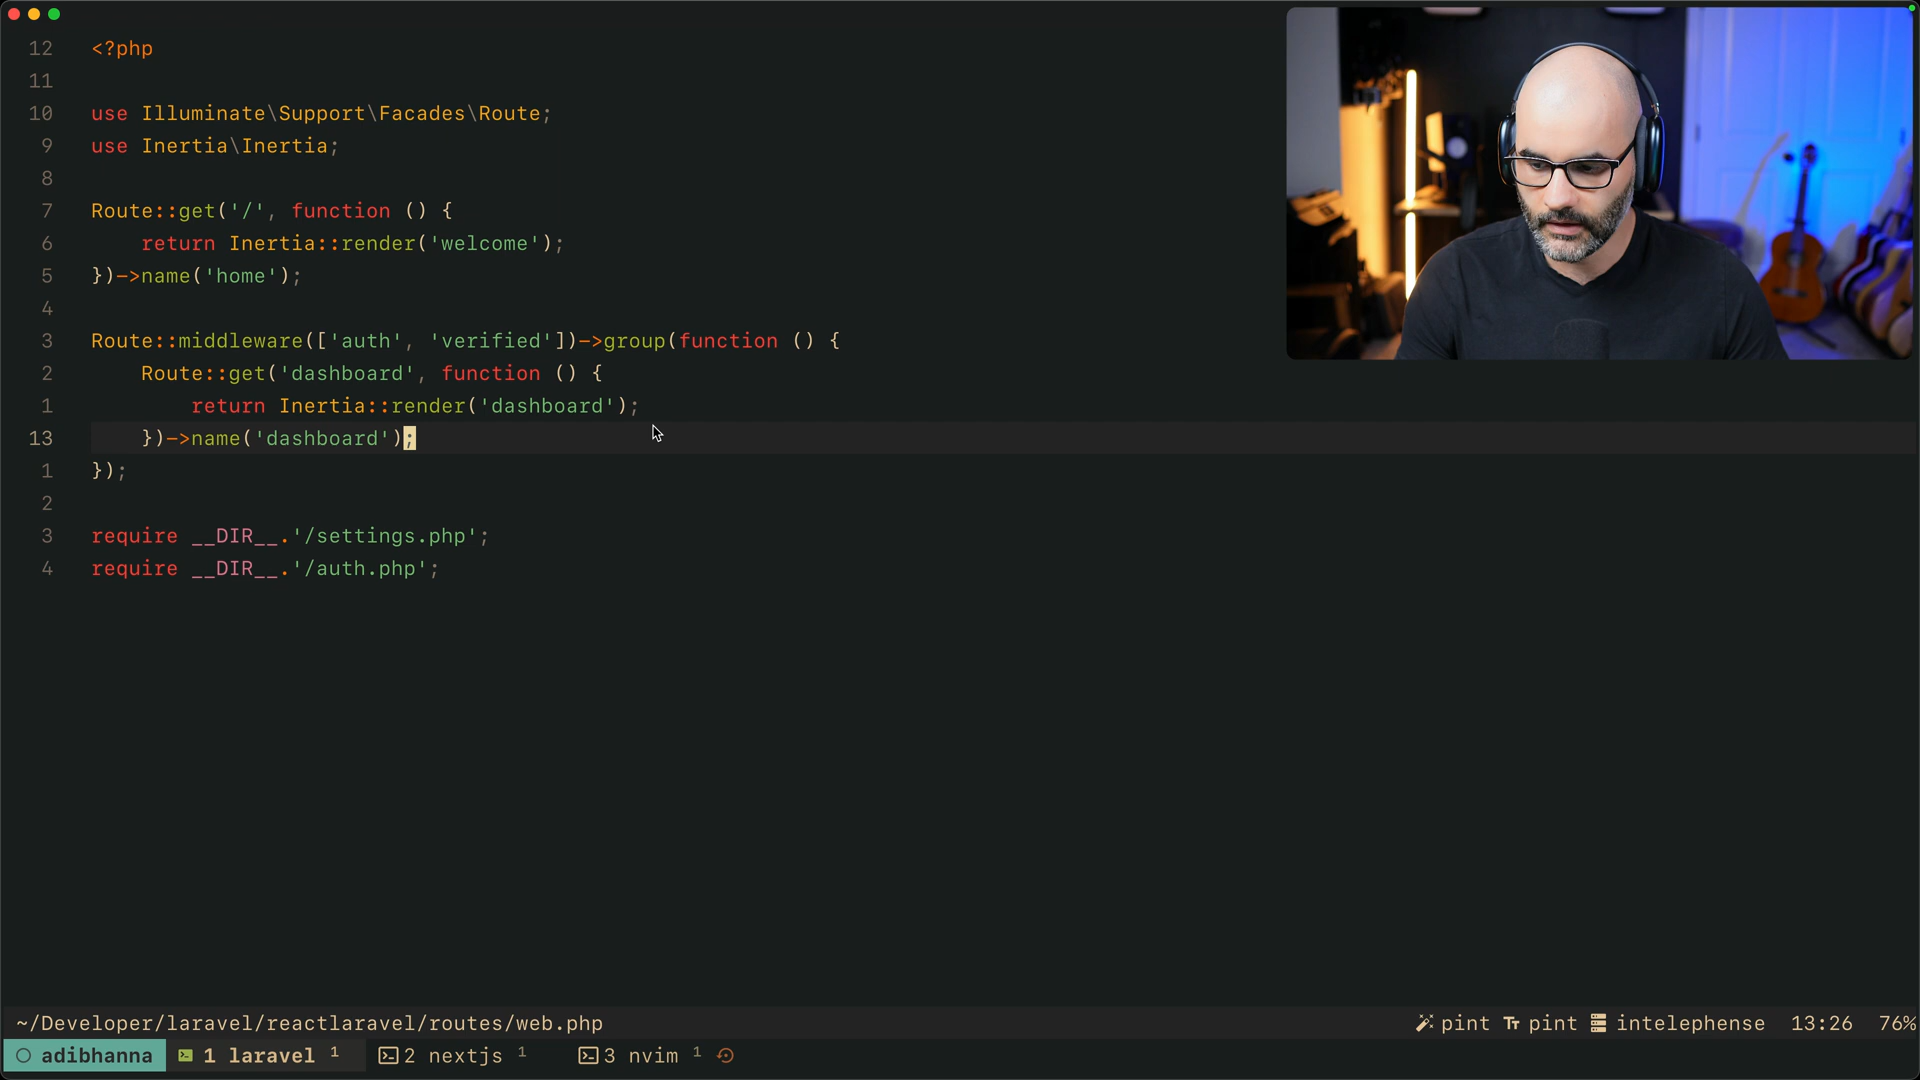 12 <?php
11
10 use Illuminate\Support\Facades\Route;
9 use Inertia\Inertia;
8
7 Route::get('/', function () {
6     return Inertia::render('welcome');
5 })->name('home');
4
3 Route::middleware(['auth', 'verified'])->group(function () {
2     Route::get('dashboard', function () {
1         return Inertia::render('dashboard');
13     })->name('dashboard');
1 });
2
3 require __DIR__.'/settings.php';
4 require __DIR__.'/auth.php';
~/Developer/laravel/reactlaravel/routes/web.php pint Tт pint intelephense 13:26 76%
adibhanna 1 laravel 1 2 nextjs 1 3 nvim 1